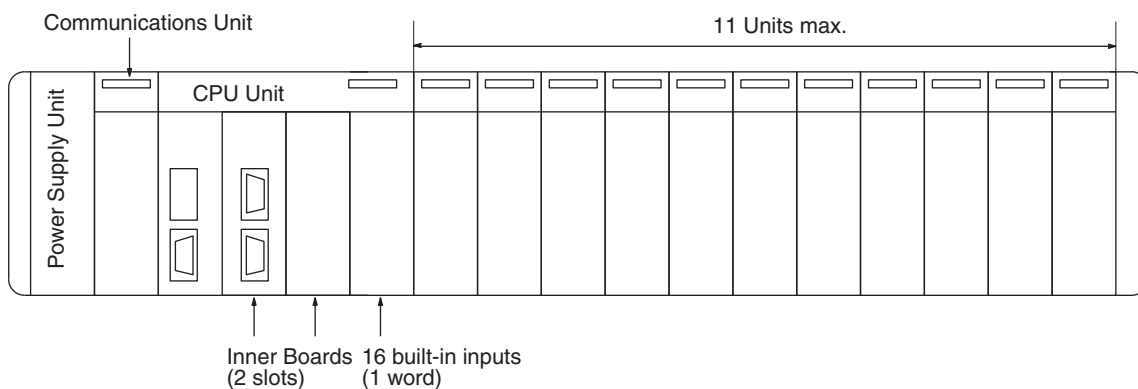 Communications Unit
11 Units max.
CPU Unit
Power Supply Unit
Inner Boards
(2 slots)
16 built-in inputs
(1 word)